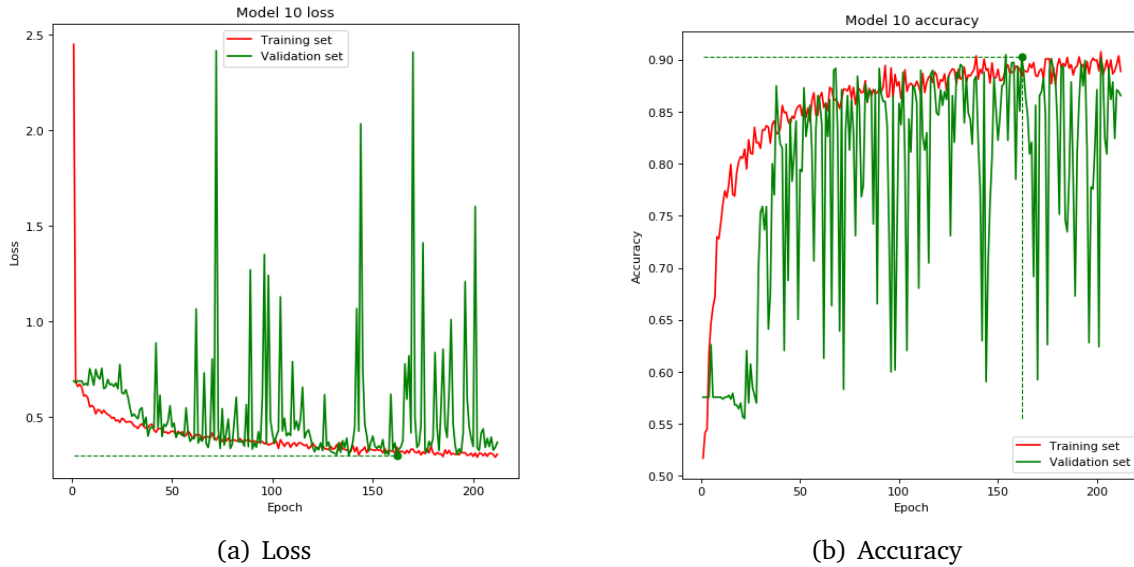 Model 10 loss
Training set
Validation set
2.5
2.0
1.5
1.0
0.5
Loss
0
50
100
150
200
Epoch
(a) Loss
Model 10 accuracy
0.90
0.85
0.80
0.75
0.70
0.65
0.60
0.55
0.50
Accuracy
Training set
Validation set
0
50
100
150
200
Epoch
(b) Accuracy